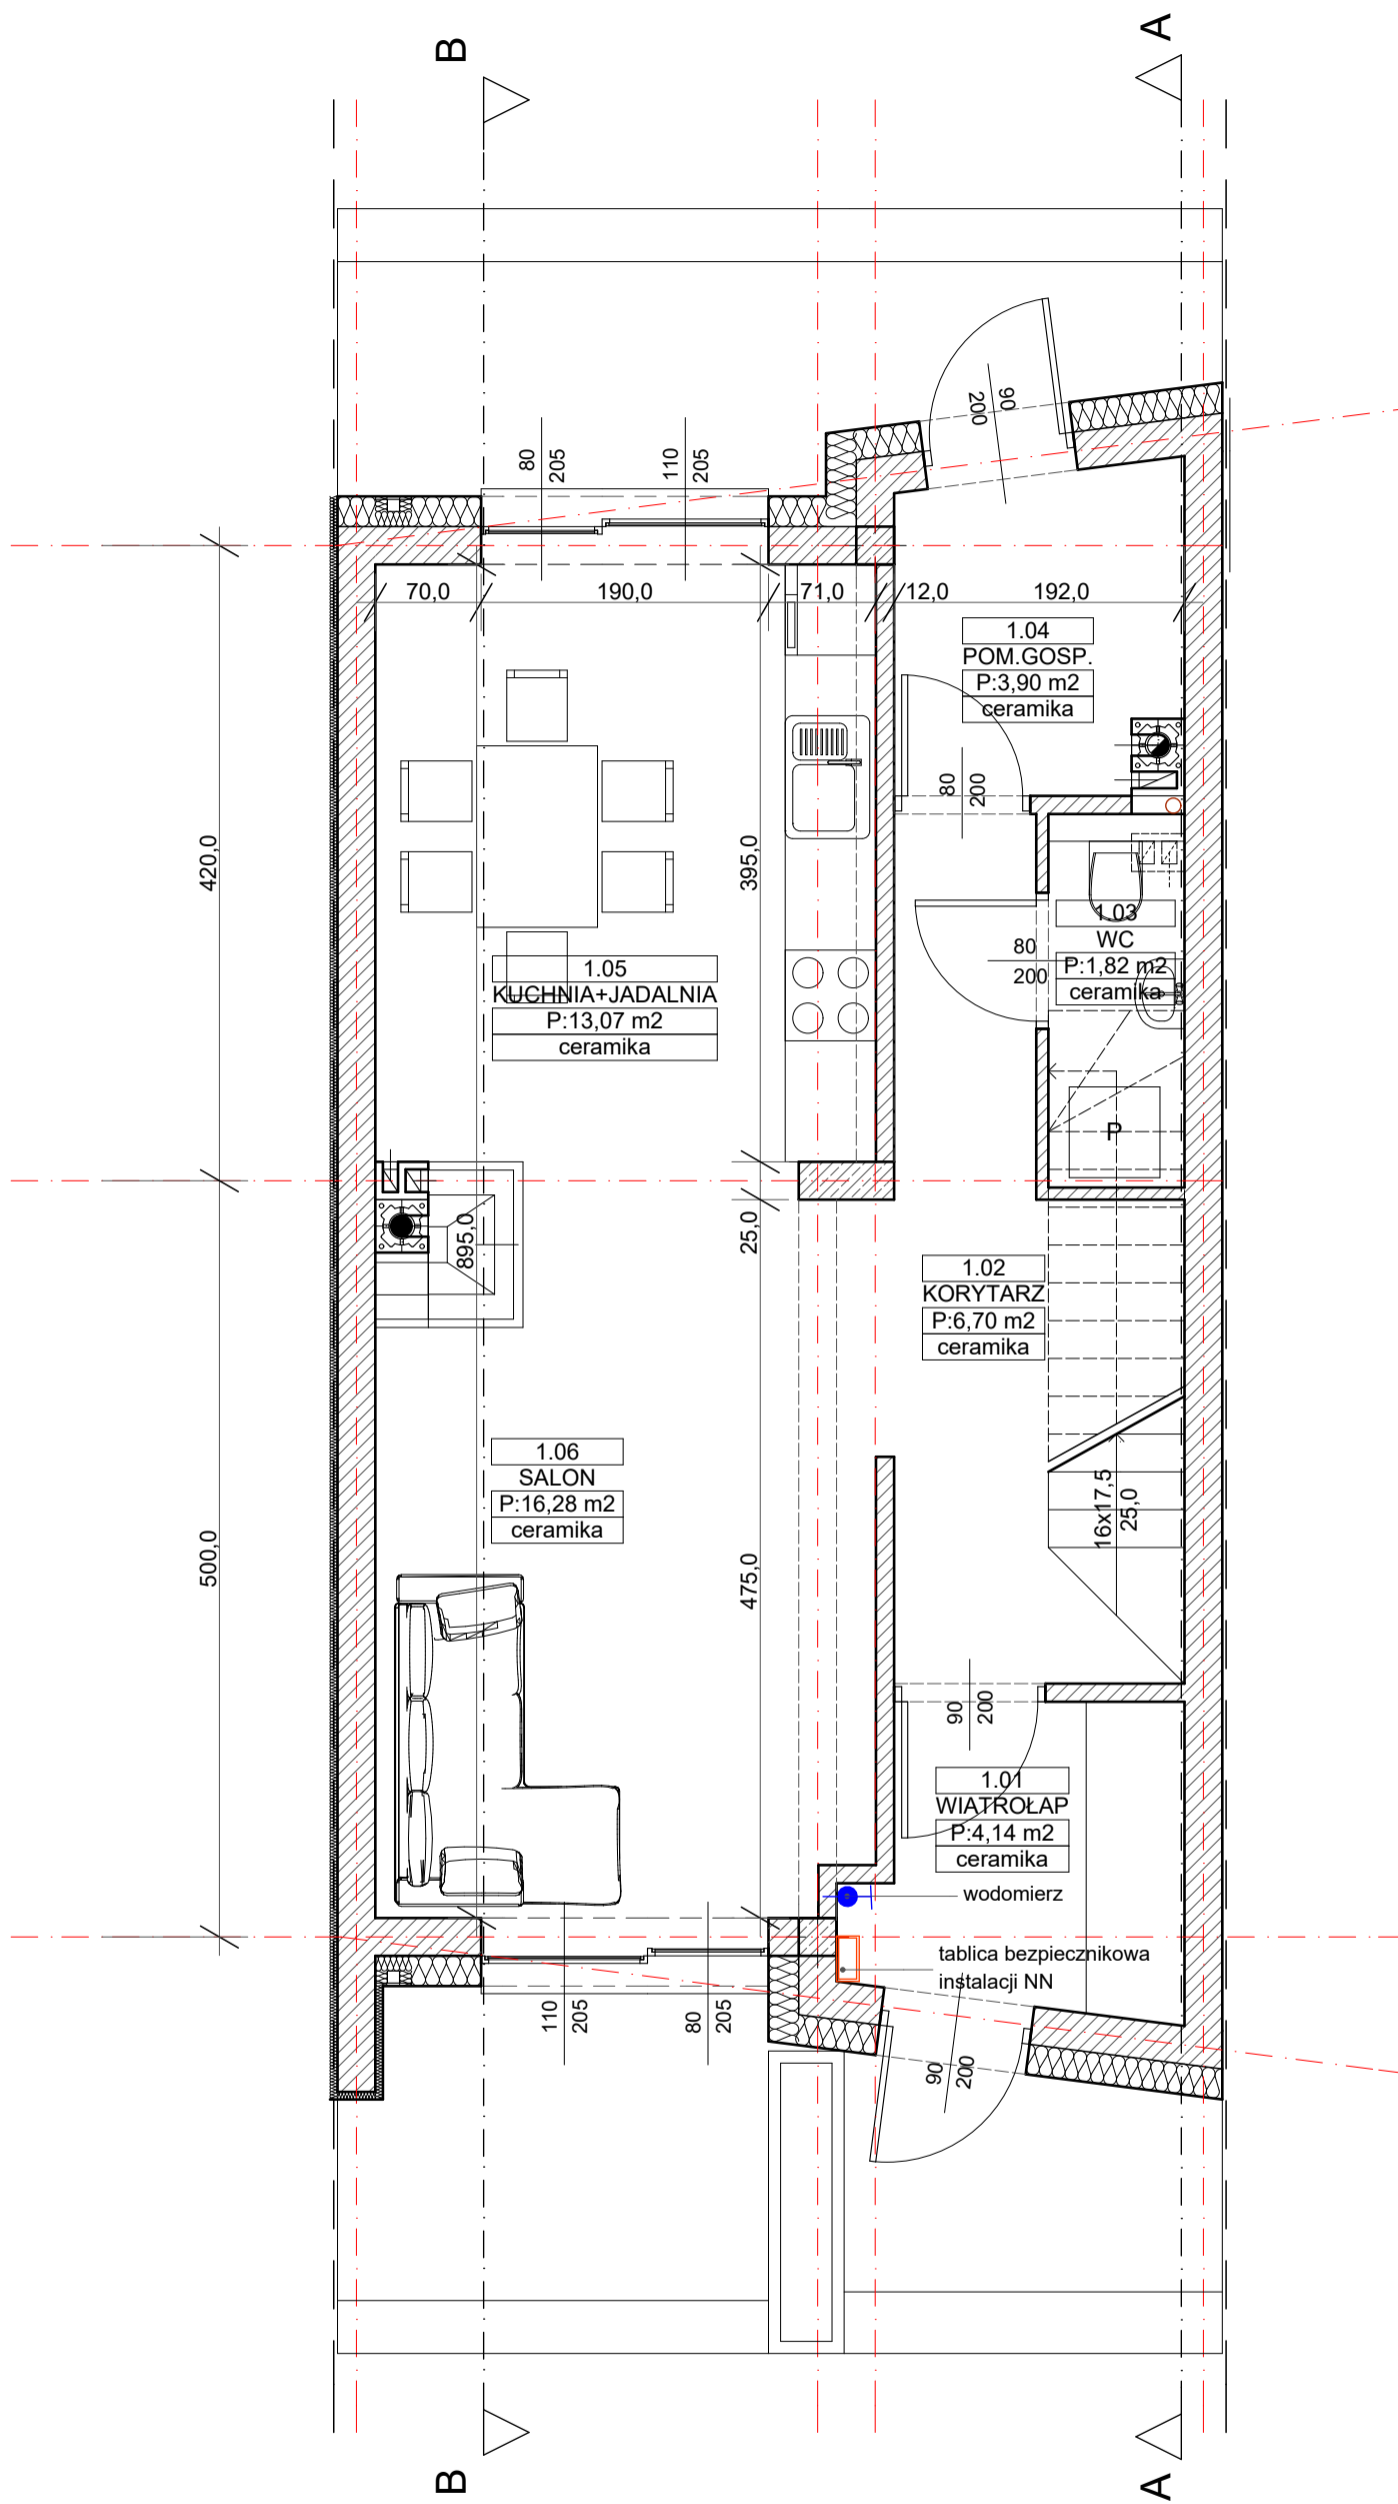 B
A
90
200
80
205
110
205
70,0
190,0
71,0
12,0
192,0
1.04
POM.GOSP.
P:3,90 m2
ceramika
80
200
420,0
395,0
1.03
WC
P:1,82 m2
ceramika
80
200
1.05
KUCHNIA+JADALNIA
P:13,07 m2
ceramika
P
895,0
25,0
1.02
KORYTARZ
P:6,70 m2
ceramika
1.06
SALON
P:16,28 m2
ceramika
16x17,5
25,0
500,0
475,0
90
200
1.01
WIATROŁAP
P:4,14 m2
ceramika
wodomierz
tablica bezpiecznikowa
instalacji NN
110
205
80
205
90
200
B
A